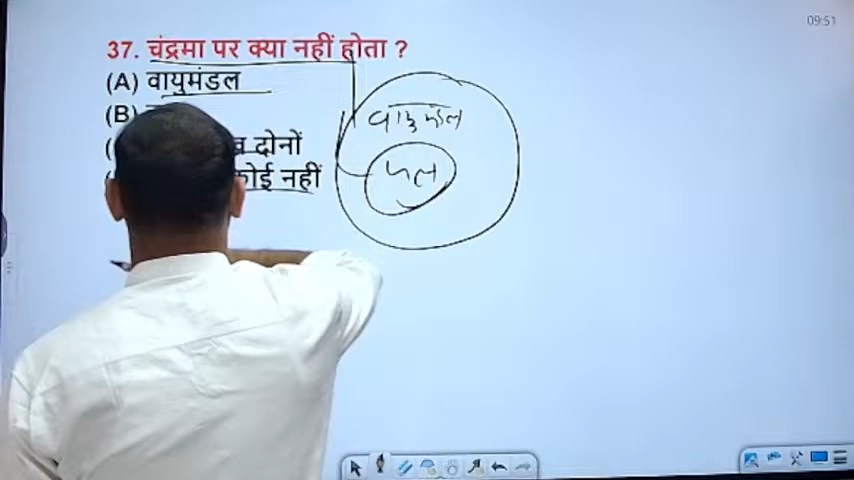 09:51
37. चंद्रमा पर क्या नहीं होता ?
(A) वायुमंडल
(B)
दोनों
कोई नहीं
वायुमंडल
जल